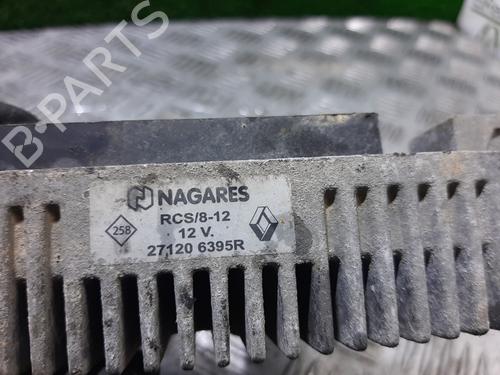 B-PARTS
NAGARES
RCS/8-12
258
12 V.
27120 6395R